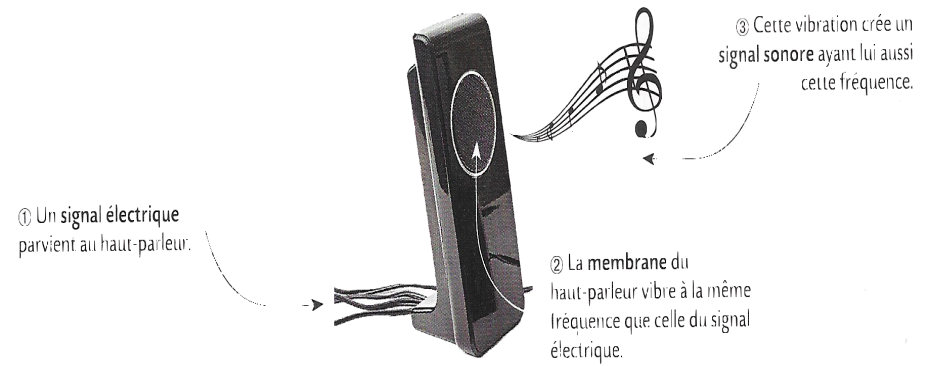 ① Un signal électrique
parvient au haut-parleur.
② La membrane du
haut-parleur vibre à la même
fréquence que celle du signal
électrique.
③ Cette vibration crée un
signal sonore ayant lui aussi
cette fréquence.